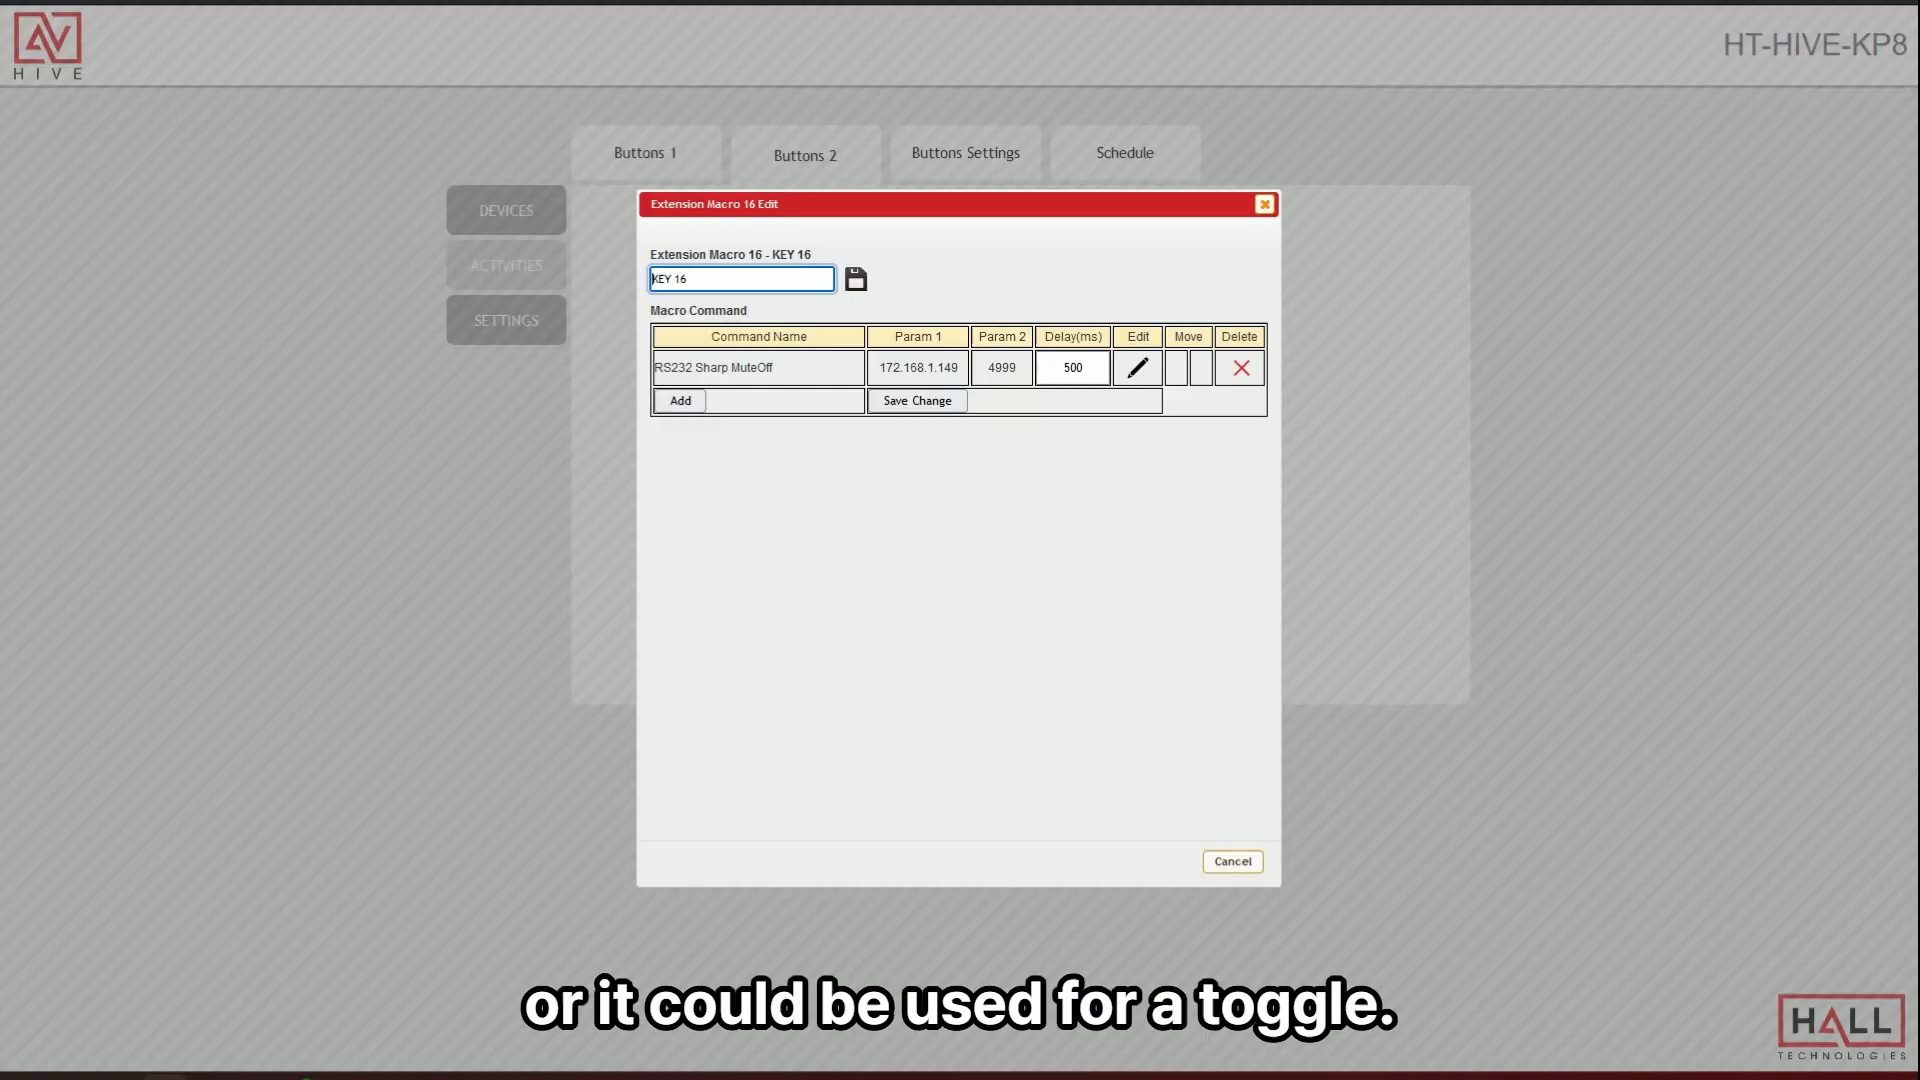 AV
HIVE
HT-HIVE-KP8
Buttons 1
Buttons 2
Buttons Settings
Schedule
DEVICES
ACTIVITIES
SETTINGS
Extension Macro 16 Edit
Extension Macro 16 - KEY 16
KEY 16
Macro Command
Command Name Param 1 Param 2 Delay(ms) Edit Move Delete
RS232 Sharp MuteOff 172.168.1.149 4999 500
Add Save Change
Cancel
or it could be used for a toggle.
HALL
TECHNOLOGIES